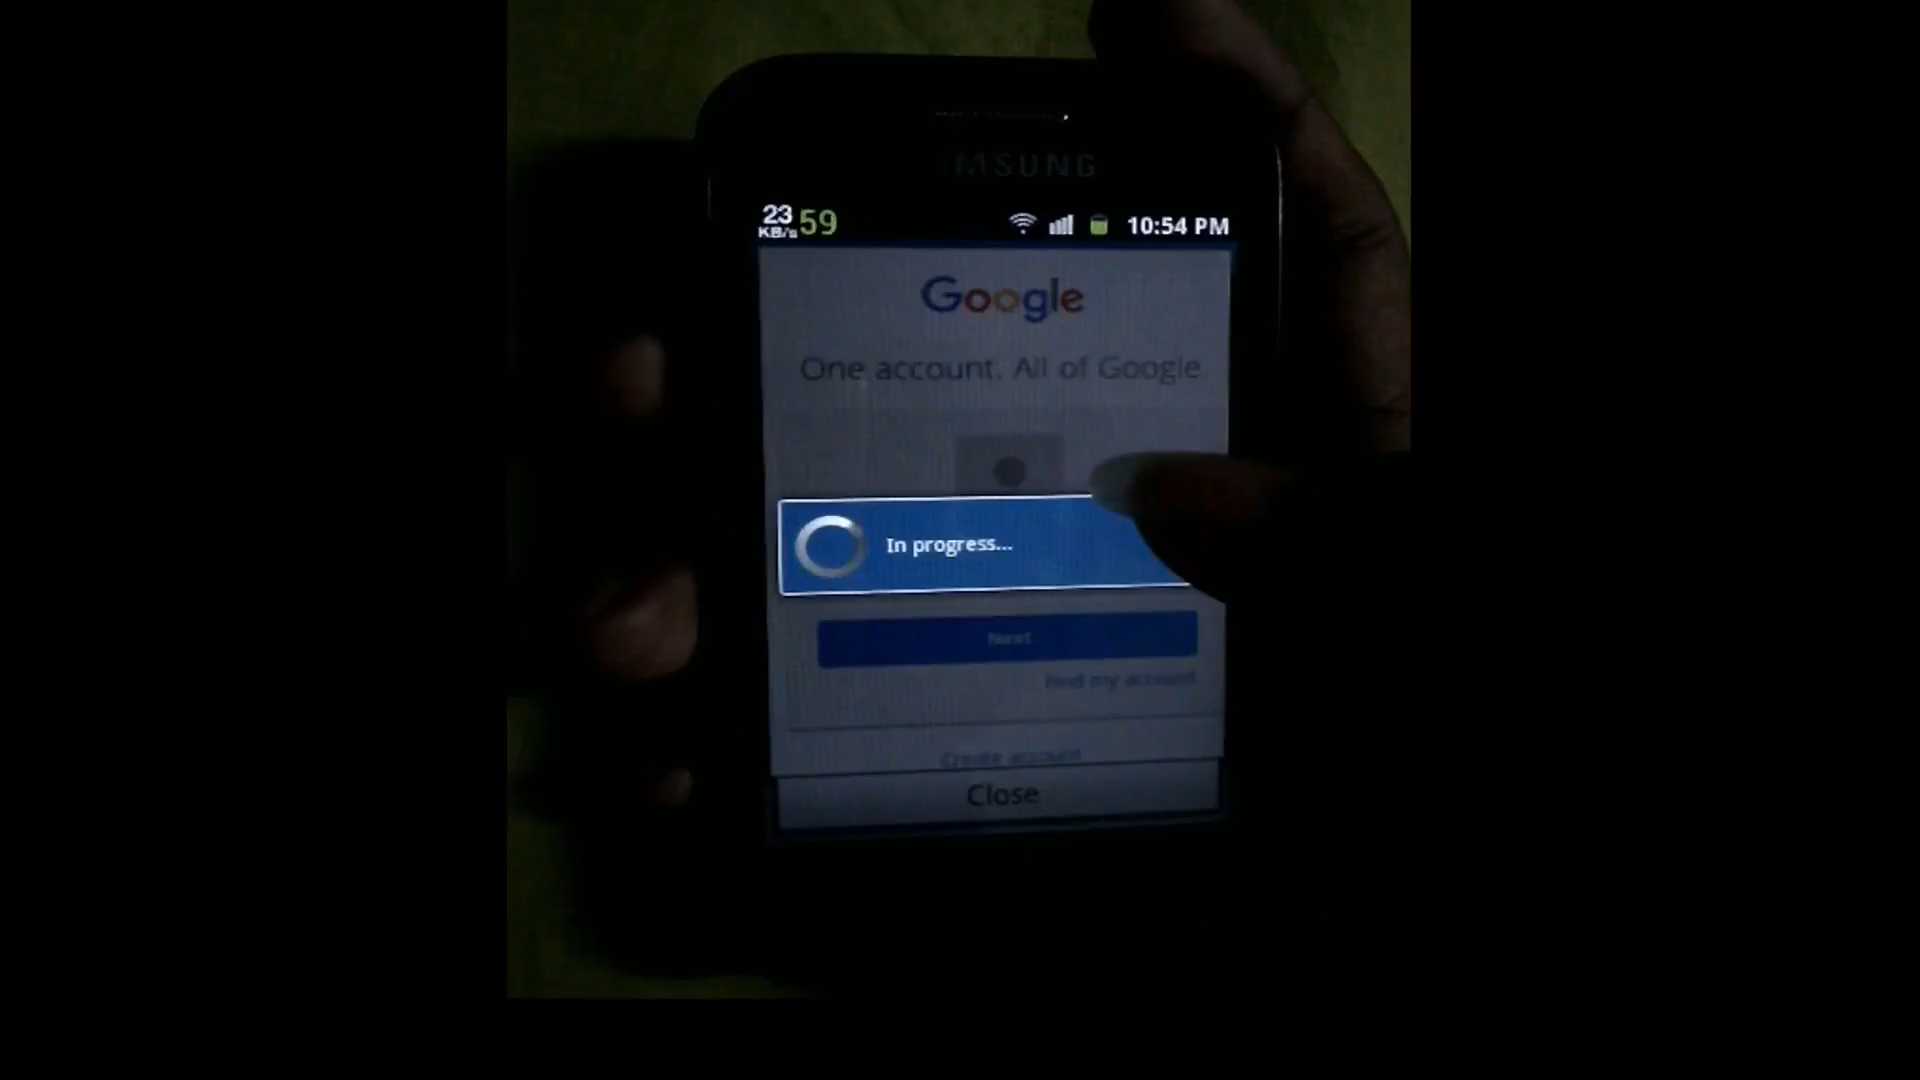 MSUNG
23
KB/s
59
10:54 PM
Google
One account. All of Google
In progress...
Next
Find my account
Create account
Close